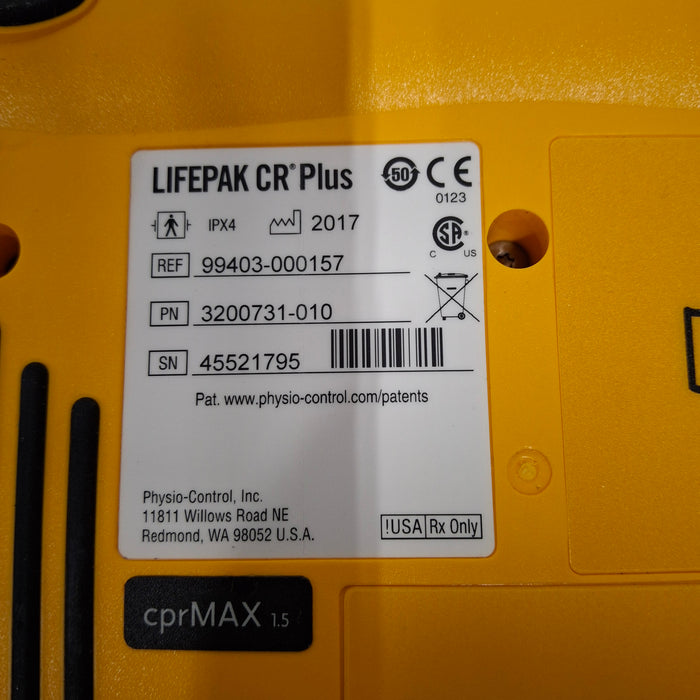 LIFEPAK CR® Plus
50
CE
0123
IPX4 2017
CSA®
C US
REF 99403-000157
PN 3200731-010
SN 45521795
Pat. www.physio-control.com/patents
Physio-Control, Inc.
11811 Willows Road NE
Redmond, WA 98052 U.S.A.
!USA Rx Only
cprMAX 1.5